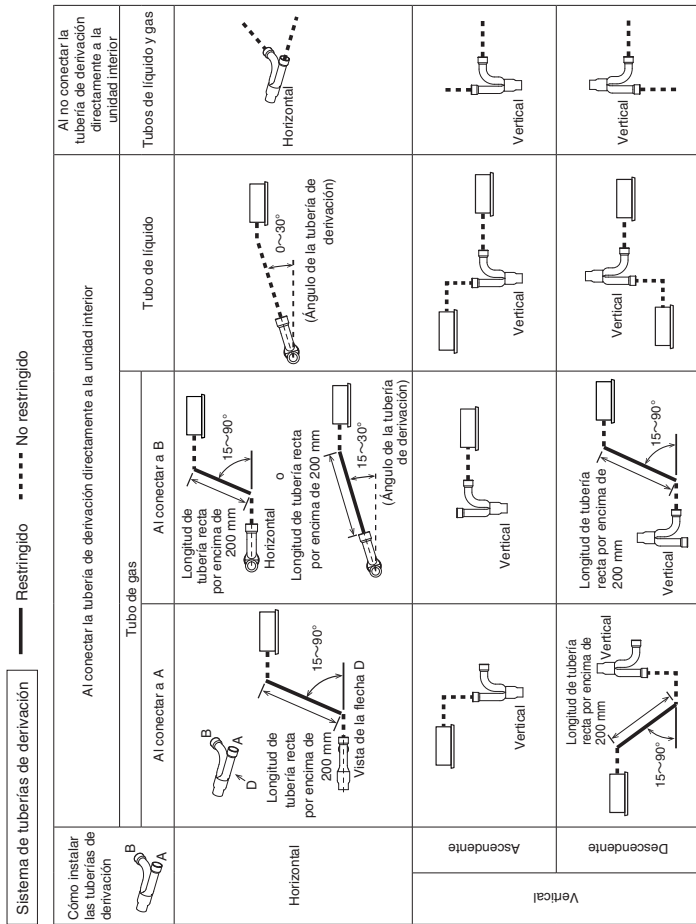 Sistema de tuberías de derivación
Restringido
No restringido
Cómo instalar
las tuberías de
derivación
B
A
Al conectar la tubería de derivación directamente a la unidad interior
Al no conectar la
tubería de derivación
directamente a la
unidad interior
Tubo de gas
Tubo de líquido
Tubos de líquido y gas
Al conectar a A
Al conectar a B
Horizontal
B
A
D
Longitud de
tubería recta
por encima de
200 mm
15~90°
Vista de la flecha D
Longitud de
tubería recta
por encima de
200 mm
15~90°
Horizontal
o
Longitud de tubería recta
por encima de 200 mm
15~30°
(Ángulo de la tubería
de derivación)
0~30°
(Ángulo de la tubería de
derivación)
Horizontal
Vertical
Ascendente
Vertical
Vertical
Vertical
Vertical
Descendente
Longitud de tubería
recta por encima de
200 mm
Vertical
15~90°
Longitud de tubería
recta por encima de
200 mm
15~90°
Vertical
Vertical
Vertical